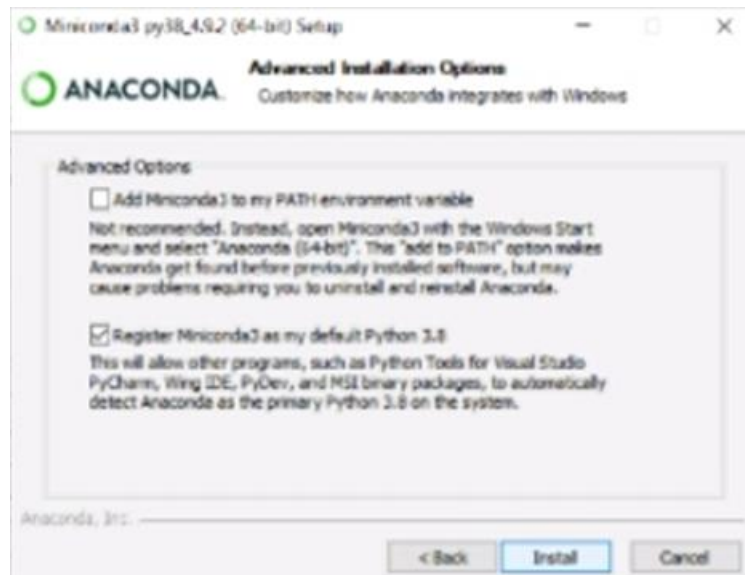 Miniconda3 py38_4.9.2 (64-bit) Setup
ANACONDA.
Advanced Installation Options
Customize how Anaconda integrates with Windows
Advanced Options
Add Miniconda3 to my PATH environment variable
Not recommended. Instead, open Miniconda3 with the Windows Start
menu and select "Anaconda (64-bit)". This "add to PATH" option makes
Anaconda get found before previously installed software, but may
cause problems requiring you to uninstall and reinstall Anaconda.
Register Miniconda3 as my default Python 3.8
This will allow other programs, such as Python Tools for Visual Studio
PyCharm, Wing IDE, PyDev, and MSI binary packages, to automatically
detect Anaconda as the primary Python 3.8 on the system.
Anaconda, Inc.
< Back
Install
Cancel